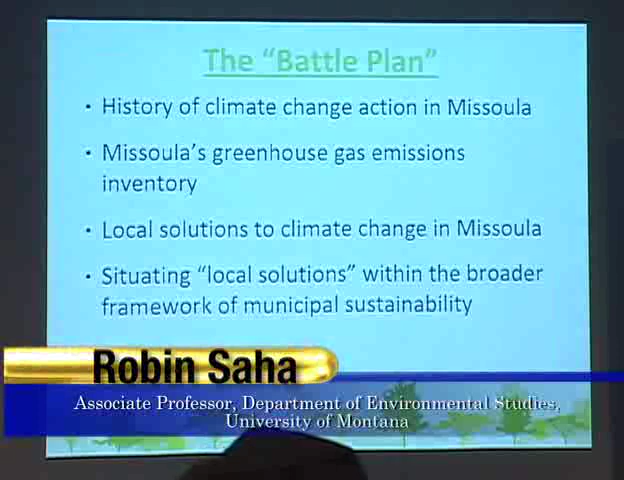 The “Battle Plan”
• History of climate change action in Missoula
• Missoula's greenhouse gas emissions
inventory
• Local solutions to climate change in Missoula
• Situating “local solutions” within the broader
framework of municipal sustainability
Robin Saha
Associate Professor, Department of Environmental Studies,
University of Montana